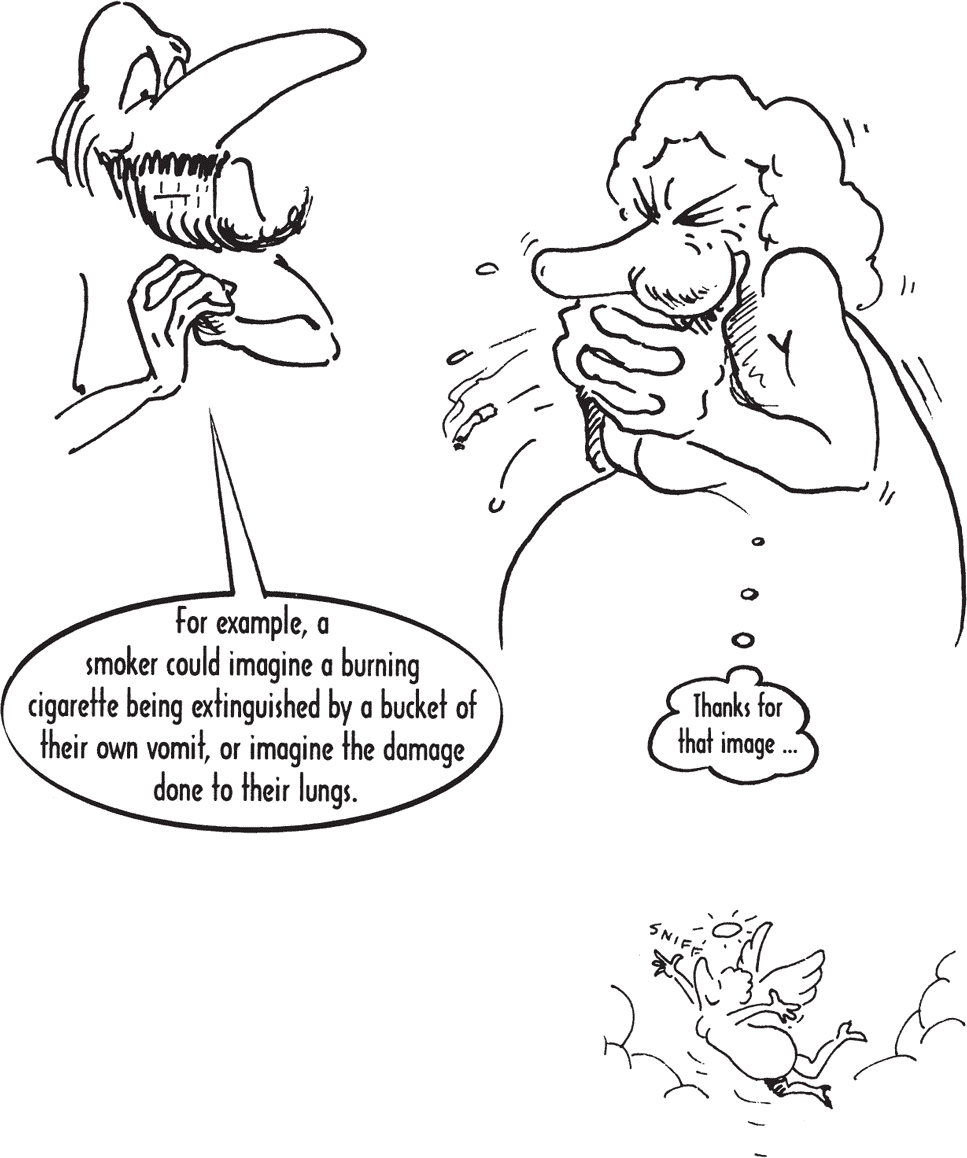 For example, a
smoker could imagine a burning
cigarette being extinguished by a bucket of
their own vomit, or imagine the damage
done to their lungs.
Thanks for
that image ...
SNIFF